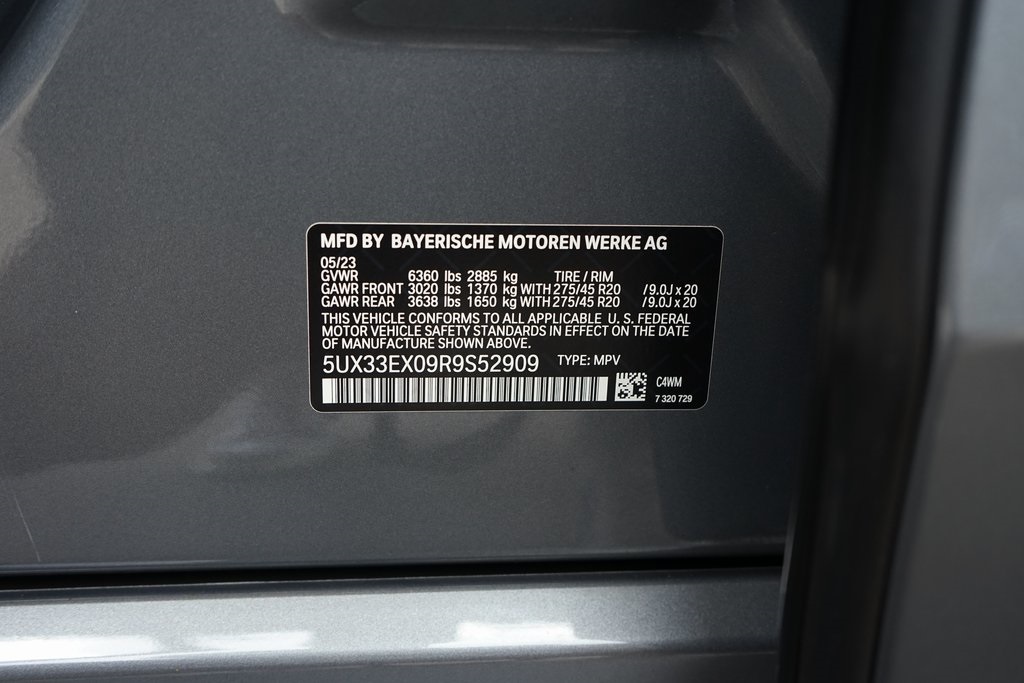 MFD BY BAYERISCHE MOTOREN WERKE AG
05/23
GVWR 6360 lbs 2885 kg TIRE / RIM
GAWR FRONT 3020 lbs 1370 kg WITH 275/45 R20 / 9.0J x 20
GAWR REAR 3638 lbs 1650 kg WITH 275/45 R20 / 9.0J x 20
THIS VEHICLE CONFORMS TO ALL APPLICABLE U. S. FEDERAL
MOTOR VEHICLE SAFETY STANDARDS IN EFFECT ON THE DATE
OF MANUFACTURE SHOWN ABOVE.
5UX33EX09R9S52909 TYPE: MPV
C4WM
7 320 729